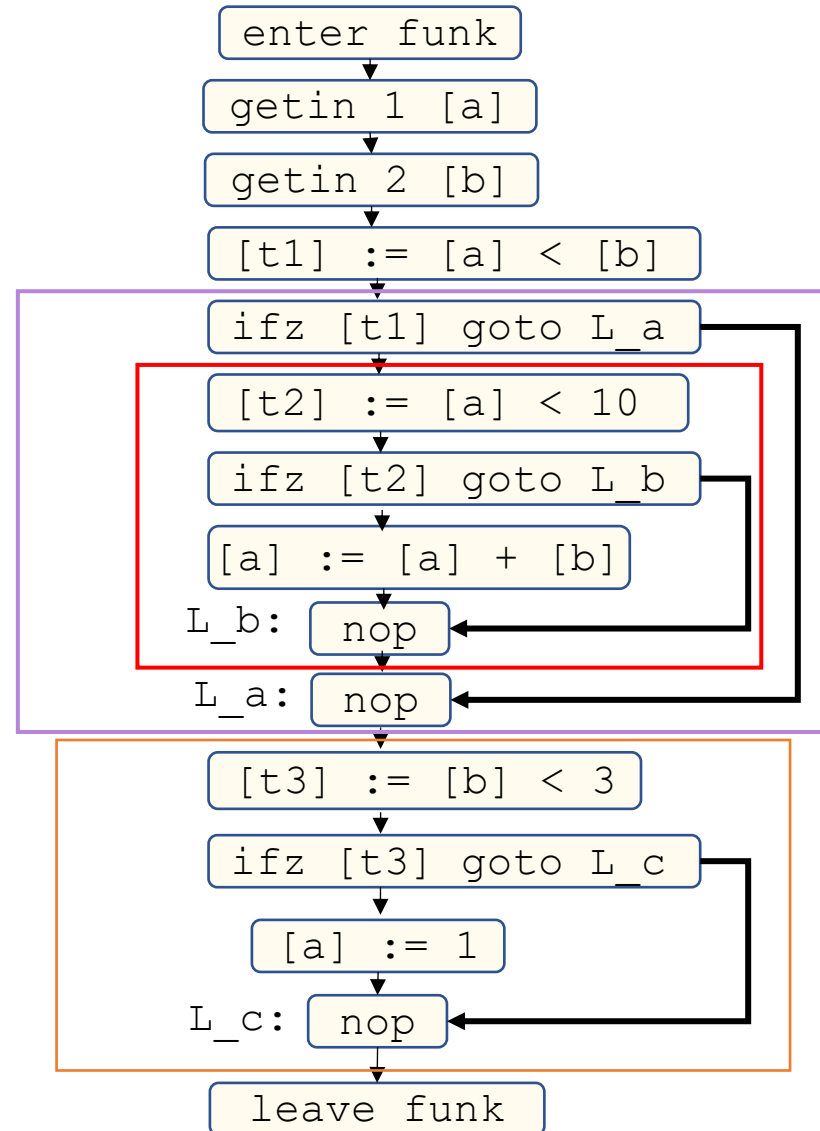 enter funk
getin 1 [a]
getin 2 [b]
[t1] := [a] < [b]
ifz [t1] goto L_a
[t2] := [a] < 10
ifz [t2] goto L_b
[a] := [a] + [b]
L_b: nop
L_a: nop
[t3] := [b] < 3
ifz [t3] goto L_c
[a] := 1
L_c: nop
leave funk